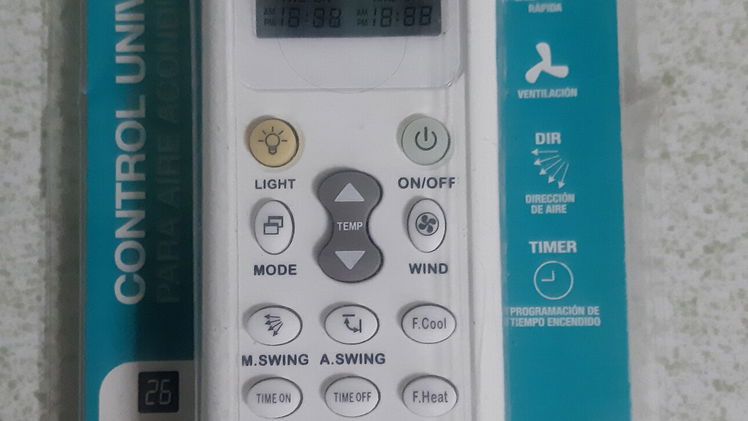 CONTROL UNIV
PARA AIRE ACONDI
AM
PM
18:88
AM
PM
18:88
LIGHT
ON/OFF
TEMP
MODE
WIND
M.SWING
A.SWING
F.Cool
TIME ON
TIME OFF
F.Heat
26
RÁPIDA
VENTILACIÓN
DIR
DIRECCIÓN
DE AIRE
TIMER
PROGRAMACIÓN DE
TIEMPO ENCENDIDO